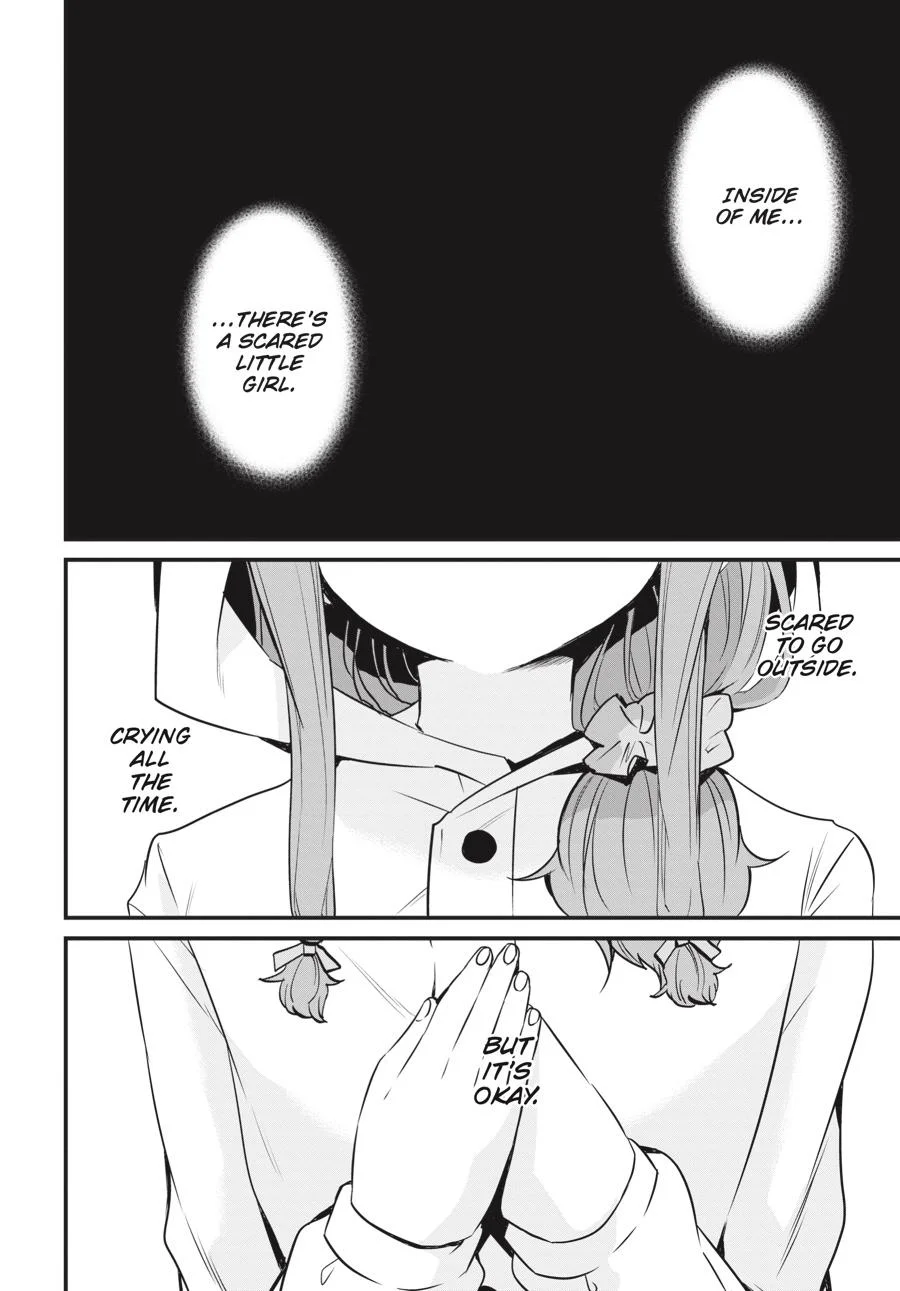 INSIDE
OF ME...
...THERE'S
A SCARED
LITTLE
GIRL.
SCARED
TO GO
OUTSIDE.
CRYING
ALL
THE
TIME.
BUT
IT'S
OKAY.